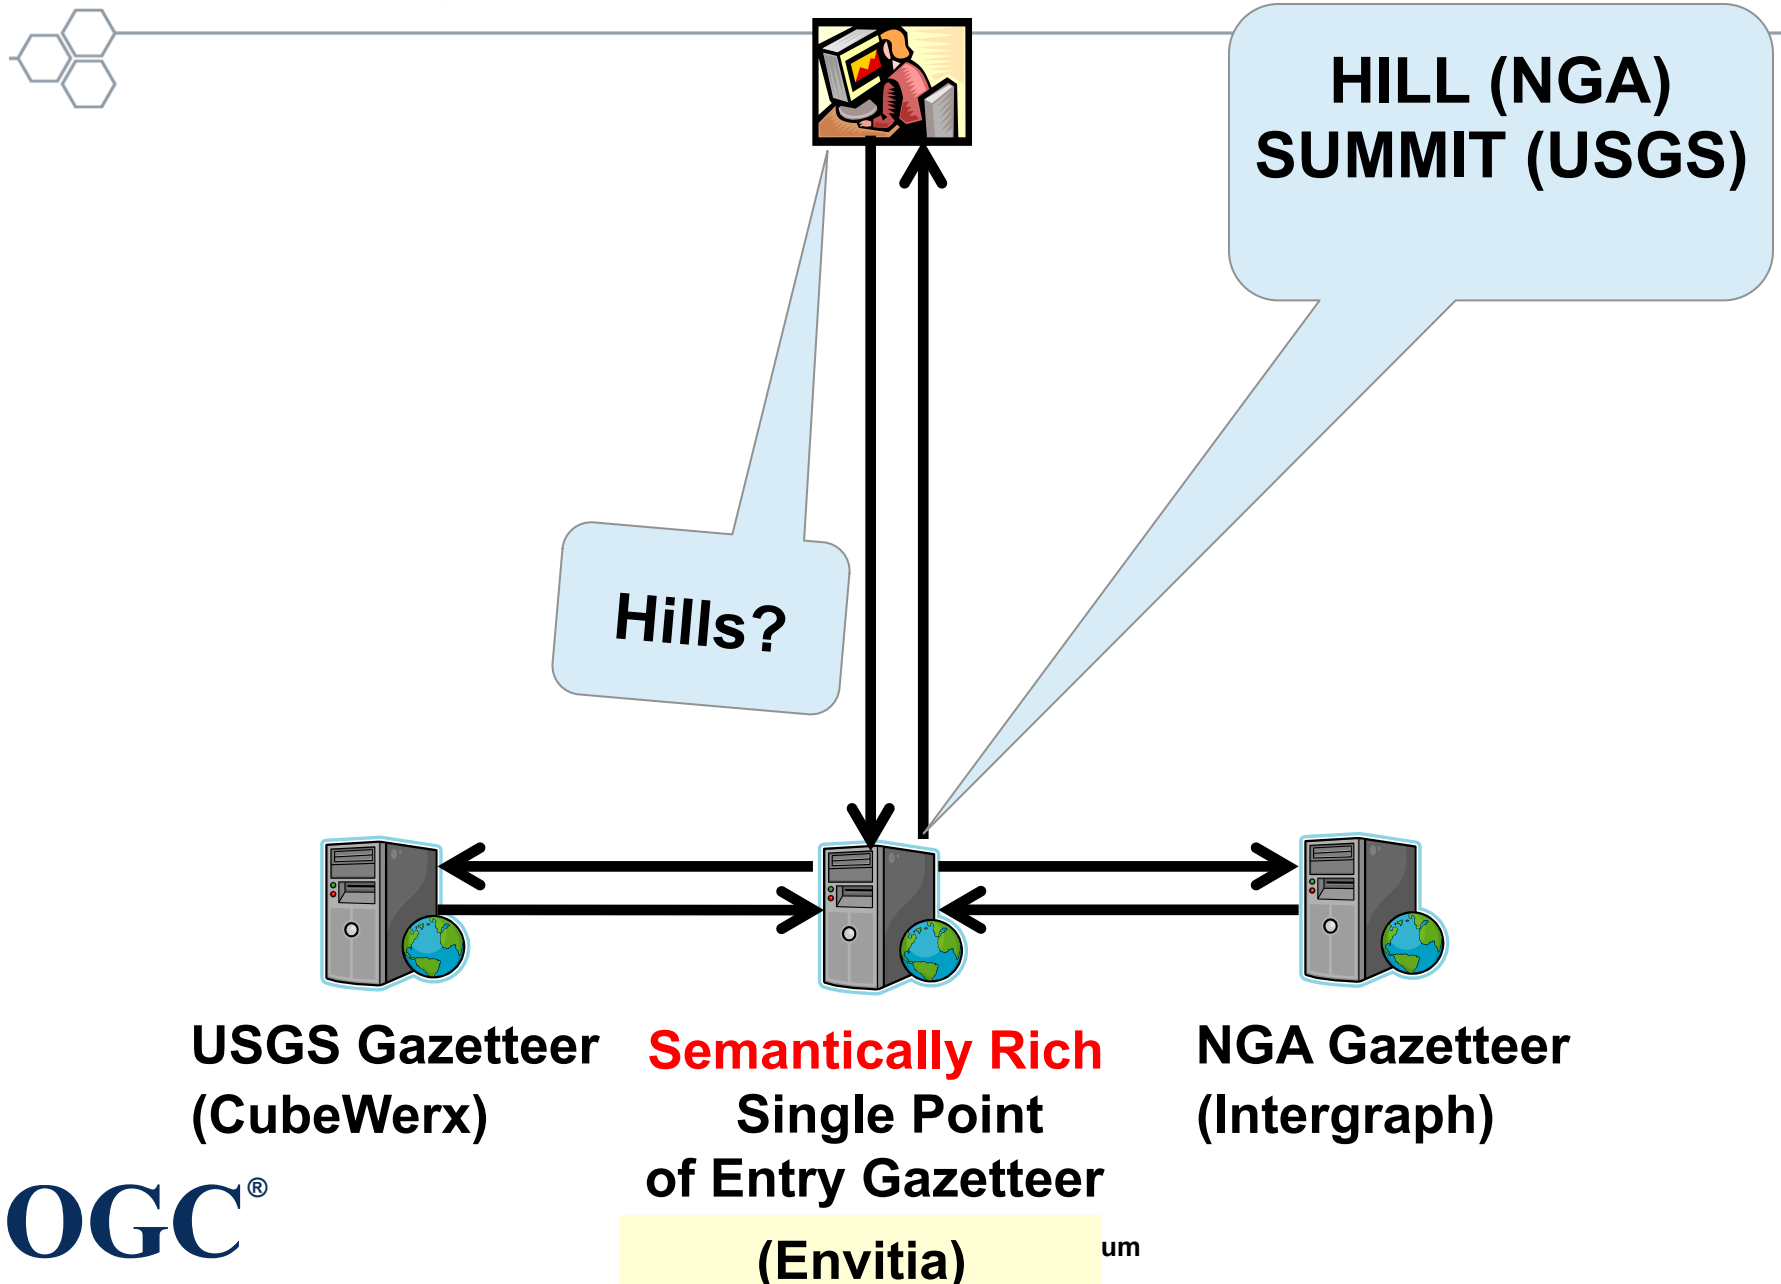 HILL (NGA)
SUMMIT (USGS)
Hills?
USGS Gazetteer
(CubeWerx)
Semantically Rich
Single Point
of Entry Gazetteer
(Envitia)
NGA Gazetteer
(Intergraph)
OGC®
um